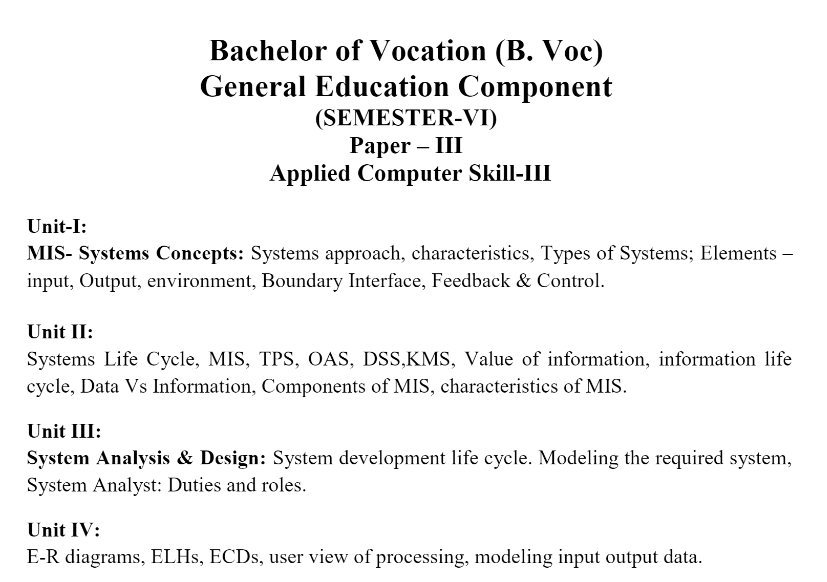 Bachelor of Vocation (B. Voc)
General Education Component
(SEMESTER-VI)
Paper – III
Applied Computer Skill-III
Unit-I:
MIS- Systems Concepts: Systems approach, characteristics, Types of Systems; Elements –
input, Output, environment, Boundary Interface, Feedback & Control.
Unit II:
Systems Life Cycle, MIS, TPS, OAS, DSS,KMS, Value of information, information life
cycle, Data Vs Information, Components of MIS, characteristics of MIS.
Unit III:
System Analysis & Design: System development life cycle. Modeling the required system,
System Analyst: Duties and roles.
Unit IV:
E-R diagrams, ELHs, ECDs, user view of processing, modeling input output data.